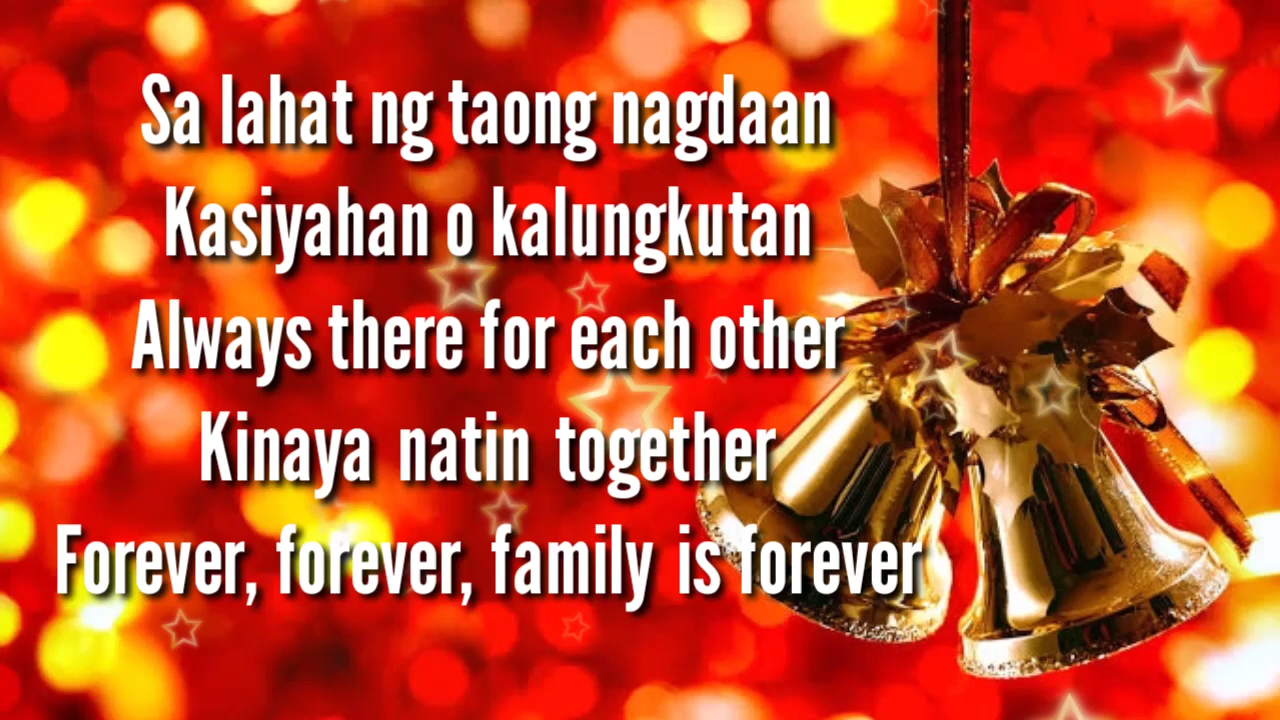 Sa lahat ng taong nagdaan
Kasiyahan o kalungkutan
Always there for each other
Kinaya natin together
Forever, forever, family is forever